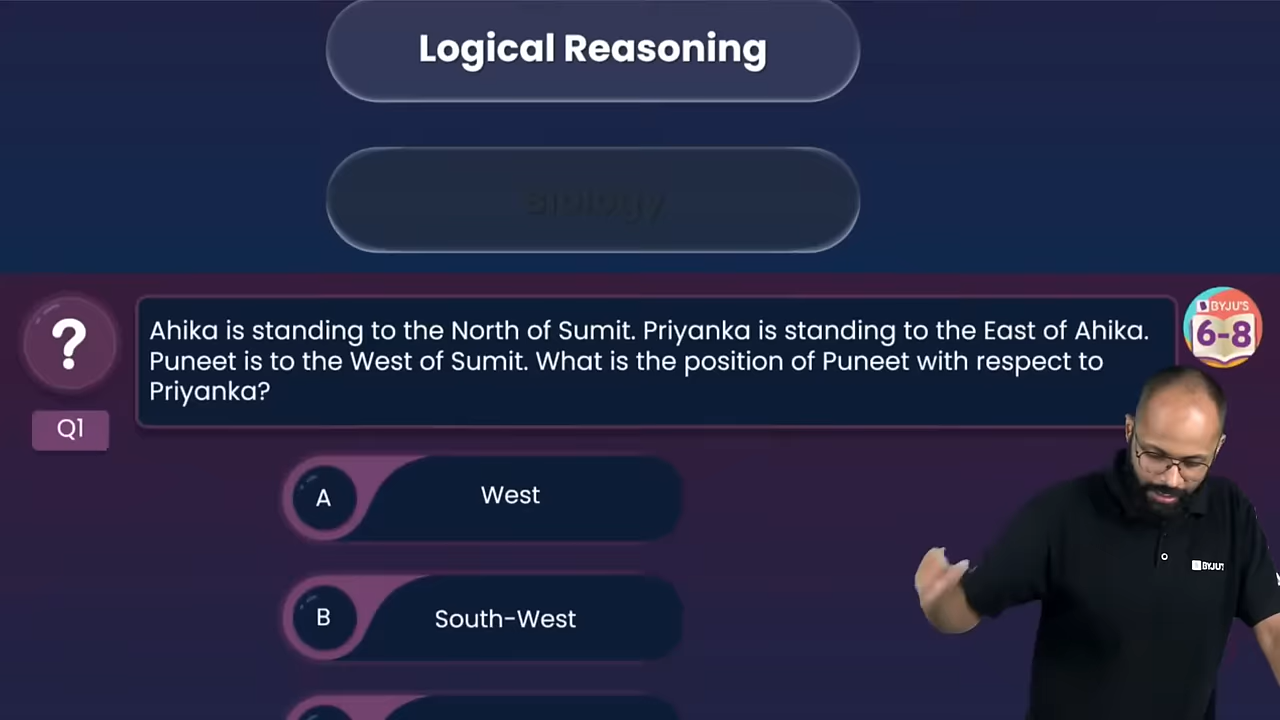 Logical Reasoning
Biology
BYJU'S
6-8
?
Ahika is standing to the North of Sumit. Priyanka is standing to the East of Ahika.
Puneet is to the West of Sumit. What is the position of Puneet with respect to
Priyanka?
Q1
A
West
BYJU'S
B
South-West